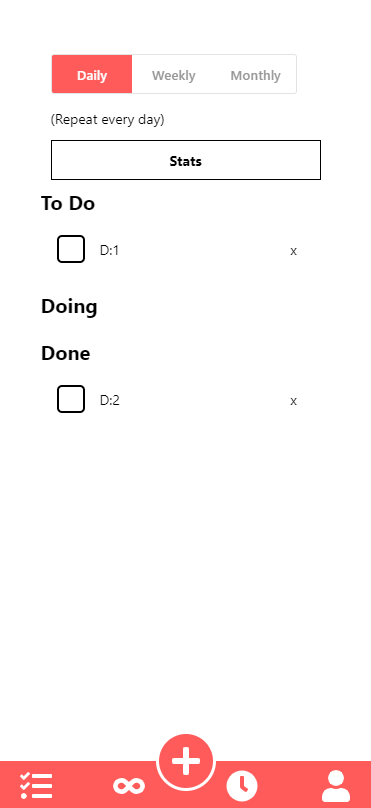 Daily Weekly Monthly
(Repeat every day)
Stats
To Do
D:1 x
Doing
Done
D:2 x